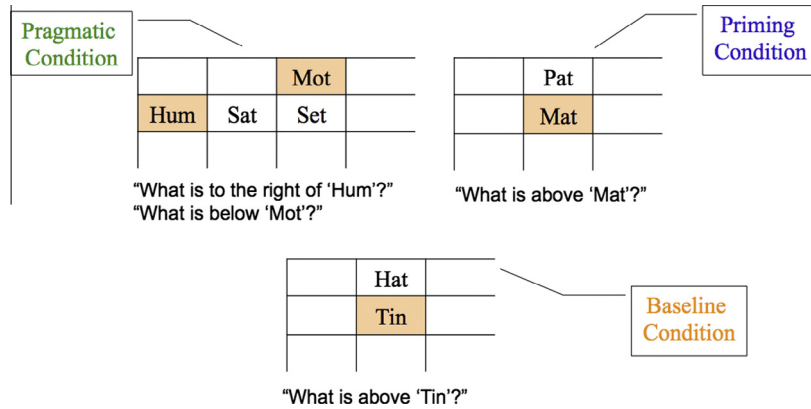 Pragmatic
Condition
Priming
Condition
Mot
Hum Sat Set
Pat
Mat
“What is to the right of ‘Hum’?”
“What is below ‘Mot’?”
“What is above ‘Mat’?”
Hat
Tin
Baseline
Condition
“What is above ‘Tin’?”